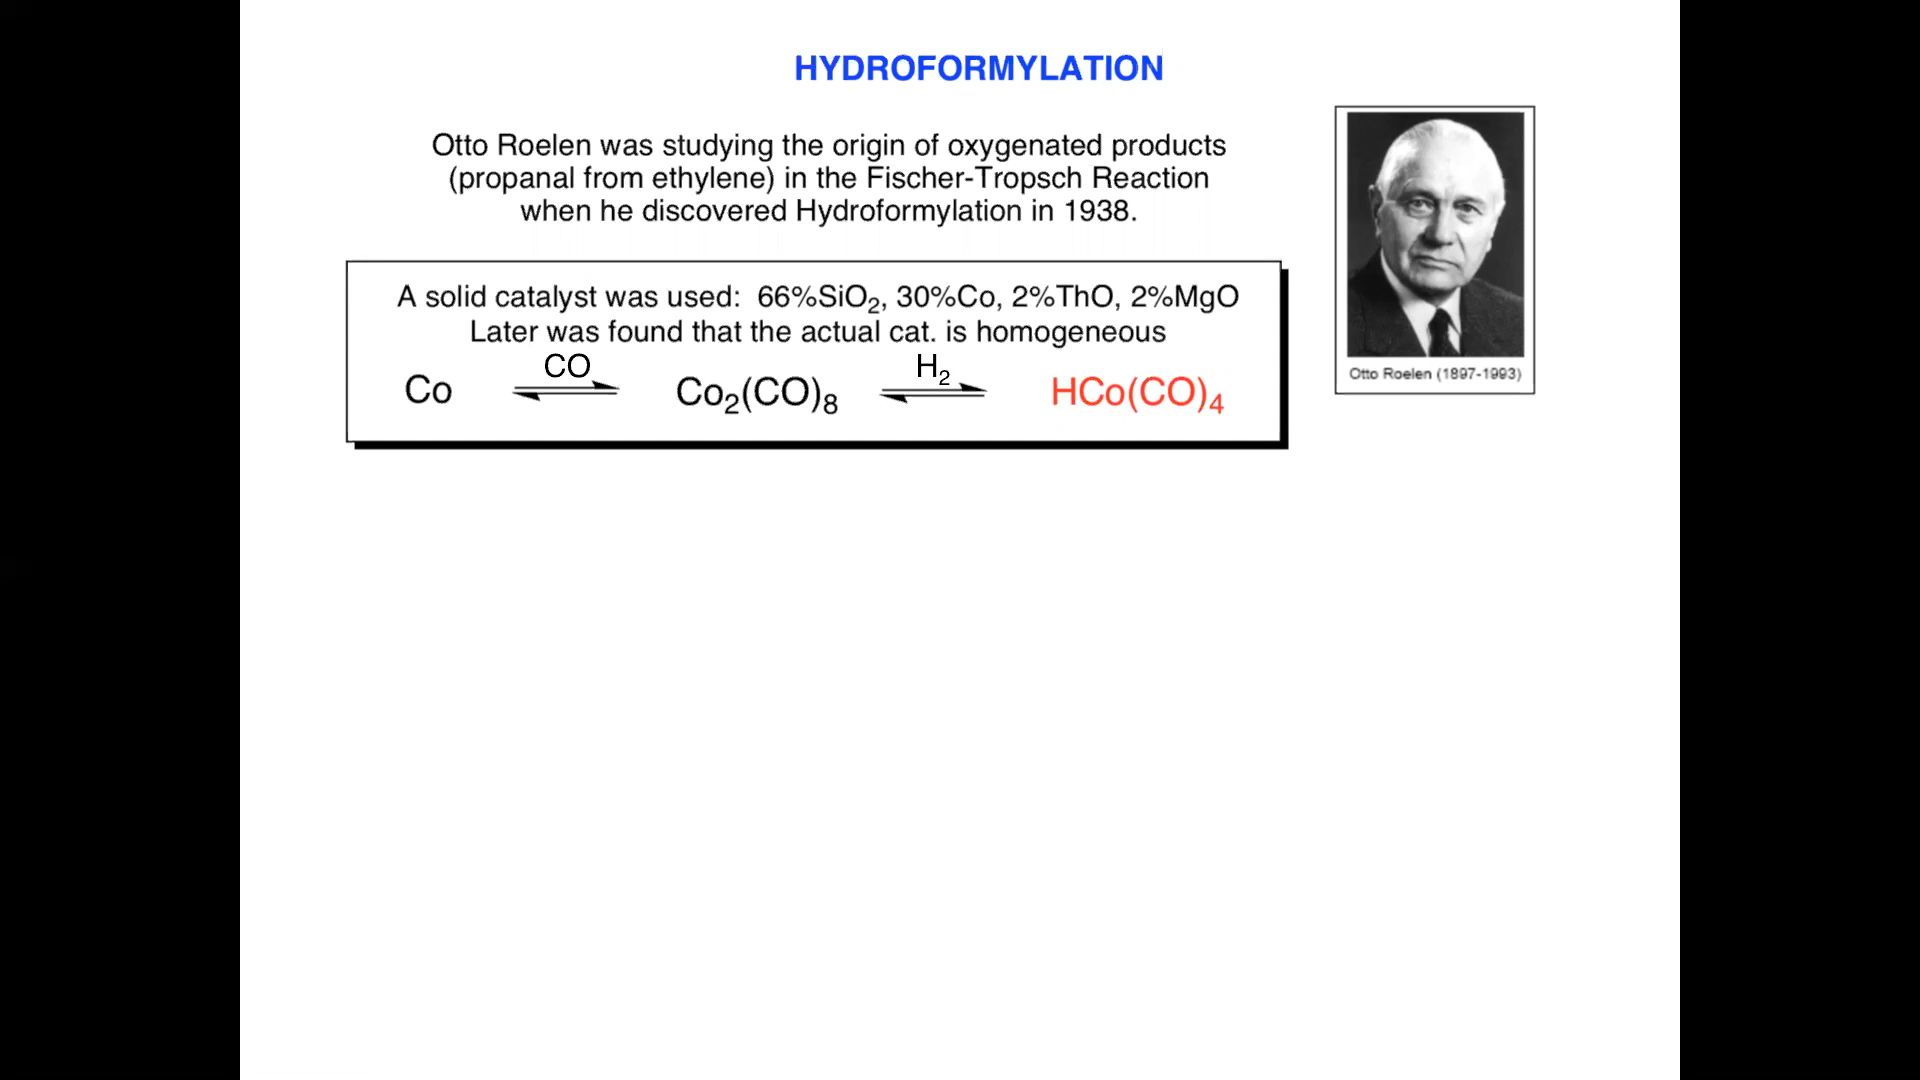 HYDROFORMYLATION
Otto Roelen was studying the origin of oxygenated products
(propanal from ethylene) in the Fischer-Tropsch Reaction
when he discovered Hydroformylation in 1938.
Otto Roelen (1897-1993)
A solid catalyst was used: 66%SiO₂, 30%Co, 2%ThO, 2%MgO
Later was found that the actual cat. is homogeneous
CO H₂
Co ⇌ Co₂(CO)₈ ⇌ HCo(CO)₄